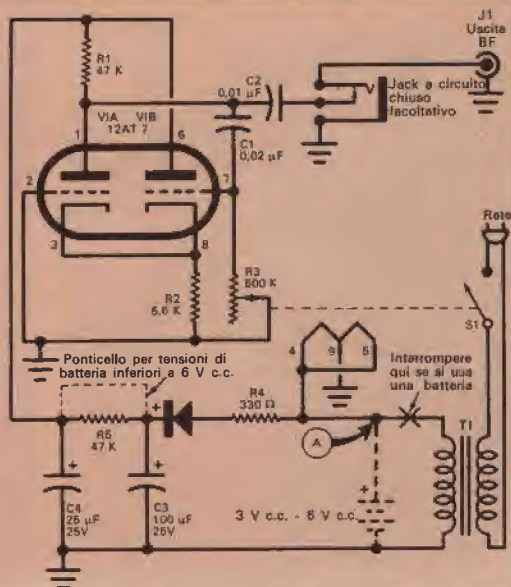 J1
Uscite
BF
R1
47 K
C2
0,01 µF
Jack a circuito
chiuso
facoltativo
V1A V1B
12AT 7
C1
0,02 µF
1
6
2
7
3
8
Rete
R2
5,6 K
R3
500 K
S1
Ponticello per tensioni di
batteria inferiori a 6 V c.c.
4
9
5
Interrompere
qui se si usa
una batteria
R4
330 Ω
R5
47 K
A
T1
C4
25 µF
25V
C3
100 µF
25V
3 V c.c. - 6 V c.c.
+
+
+
+